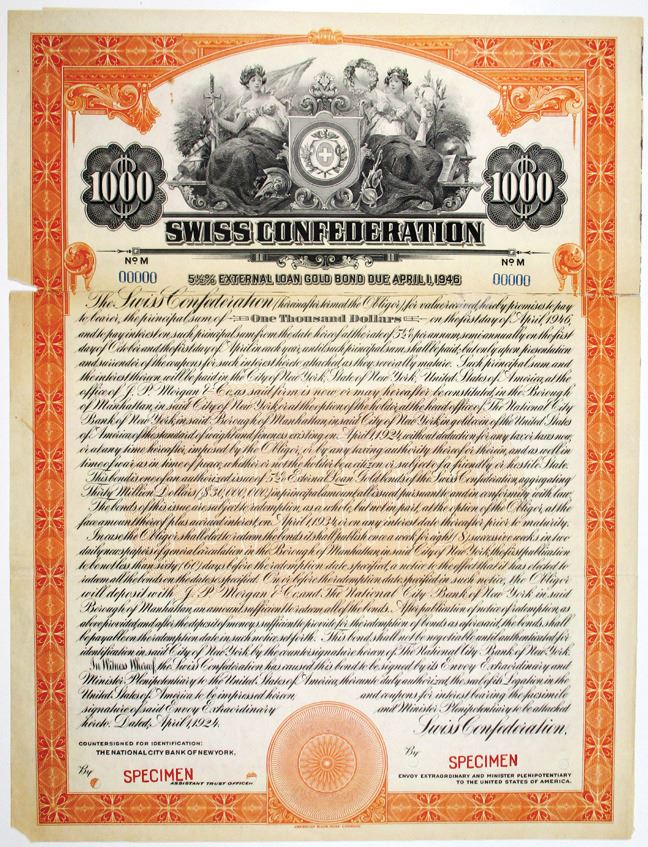 1000 1000
SWISS CONFEDERATION
No M No M
00000 5½% EXTERNAL LOAN GOLD BOND DUE APRIL 1, 1946 00000
The Swiss Confederation (hereinafter termed the Obligor) for value received, hereby promises to pay
to bearer, the principal sum of One Thousand Dollars on the first day of April, 1946,
and to pay interest on such principal sum from the date hereof at the rate of 5½% per annum, semi-annually on the first
day of October and the first day of April in each year, until such principal sum shall be paid; but only upon presentation
and surrender of the coupons for such interest hereto attached as they severally mature. Such principal sum and
the interest thereon will be paid in the City of New York, State of New York, United States of America, at the
office of J. P. Morgan & Co. as said firm is now or may hereafter be constituted in the Borough
of Manhattan, in said City of New York, or at the option of the holder, at the head office of The National City
Bank of New York, in said Borough of Manhattan, in said City of New York, in gold coin of the United States
of America of the standard of weight and fineness existing on April 1, 1924, without deduction for any tax or taxes now,
or at any time hereafter, imposed by the Obligor, or by any taxing authority thereof or therein, and as well in
time of war as in time of peace, whether or not the holder be a citizen or subject of a friendly or hostile State.
This bond is one of an authorized issue of 5½% External Loan Gold bonds of the Swiss Confederation, aggregating
Thirty Million Dollars ($30,000,000) in principal amount all issued pursuant to and in conformity with law.
The bonds of this issue are subject to redemption, as a whole, but not in part, at the option of the Obligor, at the
face amount thereof plus accrued interest, on April 1, 1934 or on any interest date thereafter prior to maturity.
In case the Obligor shall elect to redeem the bonds it shall publish once a week for eight (8) successive weeks in two
daily newspapers of general circulation in the Borough of Manhattan, in said City of New York, the first publication
to be not less than sixty (60) days before the redemption date specified, a notice to the effect that it has elected to
redeem all the bonds on the date so specified. On or before the redemption date specified in such notice, the Obligor
will deposit with J. P. Morgan & Co. and The National City Bank of New York in said
Borough of Manhattan, an amount sufficient to redeem all of the bonds. After publication of notice of redemption, as
above provided, and after the deposit of moneys sufficient to provide for the redemption of bonds as aforesaid, the bonds shall
be payable on the redemption date in such notice set forth. This bond shall not be negotiable until authenticated for
identification, in said City of New York, by the countersignature hereon of The National City Bank of New York.
In Witness Whereof, the Swiss Confederation has caused this bond to be signed by its Envoy Extraordinary and
Minister Plenipotentiary to the United States of America, thereunto duly authorized, the seal of its Legation in the
United States of America to be impressed hereon and coupons for interest bearing the facsimile
signature of said Envoy Extraordinary and Minister Plenipotentiary to be attached
hereto. Dated, April 1, 1924. Swiss Confederation,
COUNTERSIGNED FOR IDENTIFICATION:
THE NATIONAL CITY BANK OF NEW YORK,
By SPECIMEN
ASSISTANT TRUST OFFICER
By SPECIMEN
ENVOY EXTRAORDINARY AND MINISTER PLENIPOTENTIARY
TO THE UNITED STATES OF AMERICA.
AMERICAN BANK NOTE COMPANY